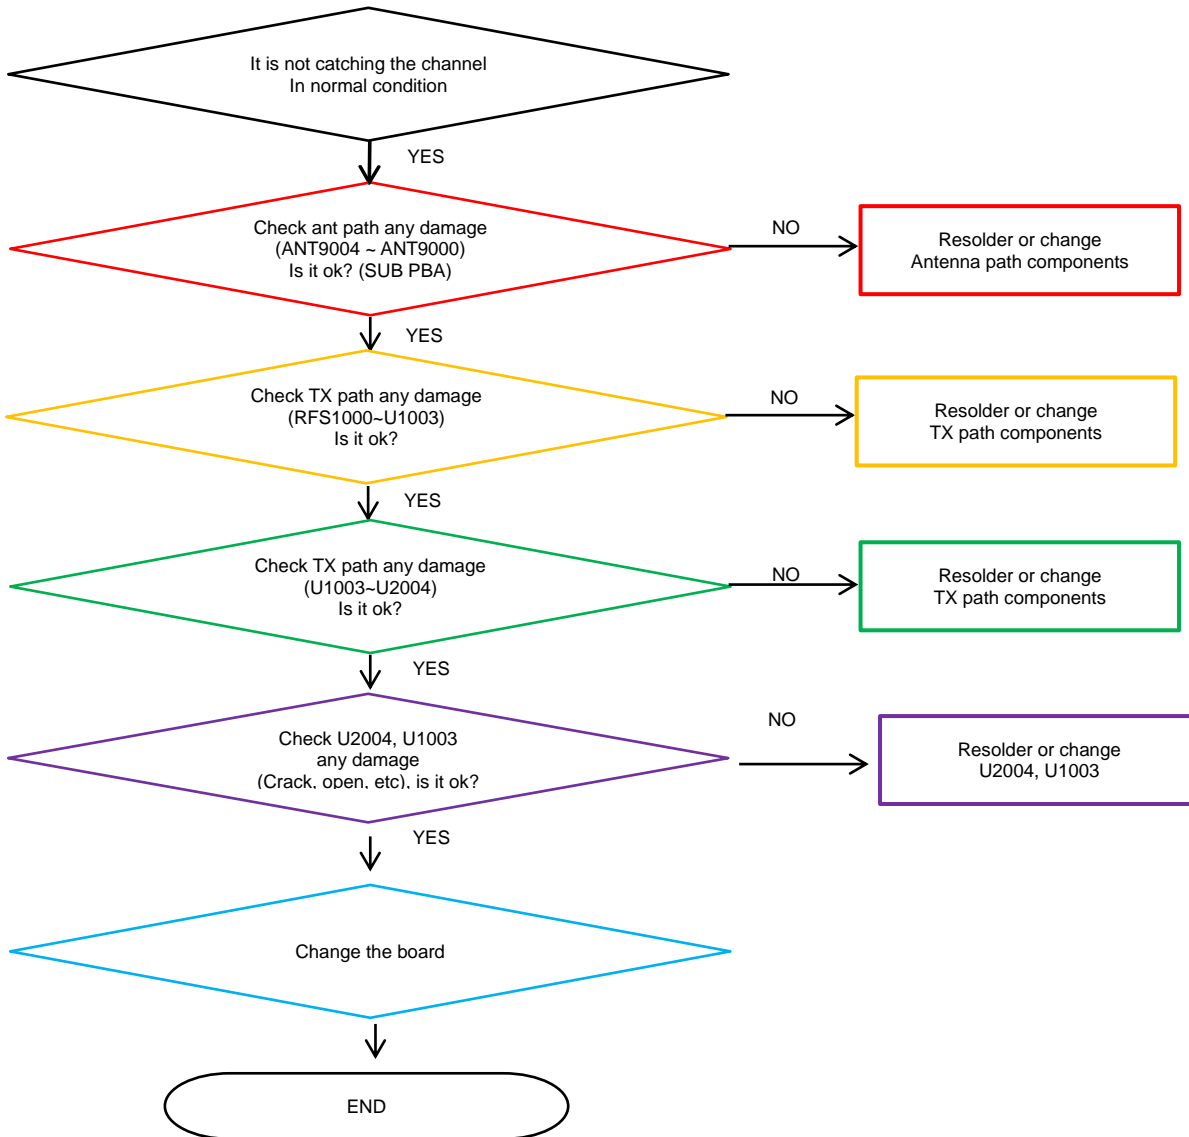 It is not catching the channel
In normal condition
YES
Check ant path any damage
(ANT9004 ~ ANT9000)
Is it ok? (SUB PBA)
NO
Resolder or change
Antenna path components
YES
Check TX path any damage
(RFS1000~U1003)
Is it ok?
NO
Resolder or change
TX path components
YES
Check TX path any damage
(U1003~U2004)
Is it ok?
NO
Resolder or change
TX path components
YES
Check U2004, U1003
any damage
(Crack, open, etc), is it ok?
NO
Resolder or change
U2004, U1003
YES
Change the board
END